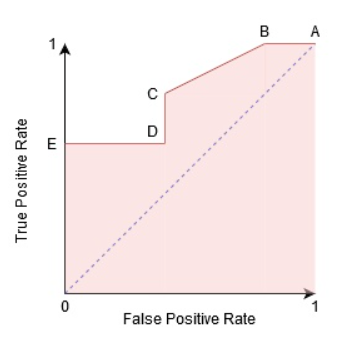 B
A
1
C
D
E
True Positive Rate
0
1
False Positive Rate